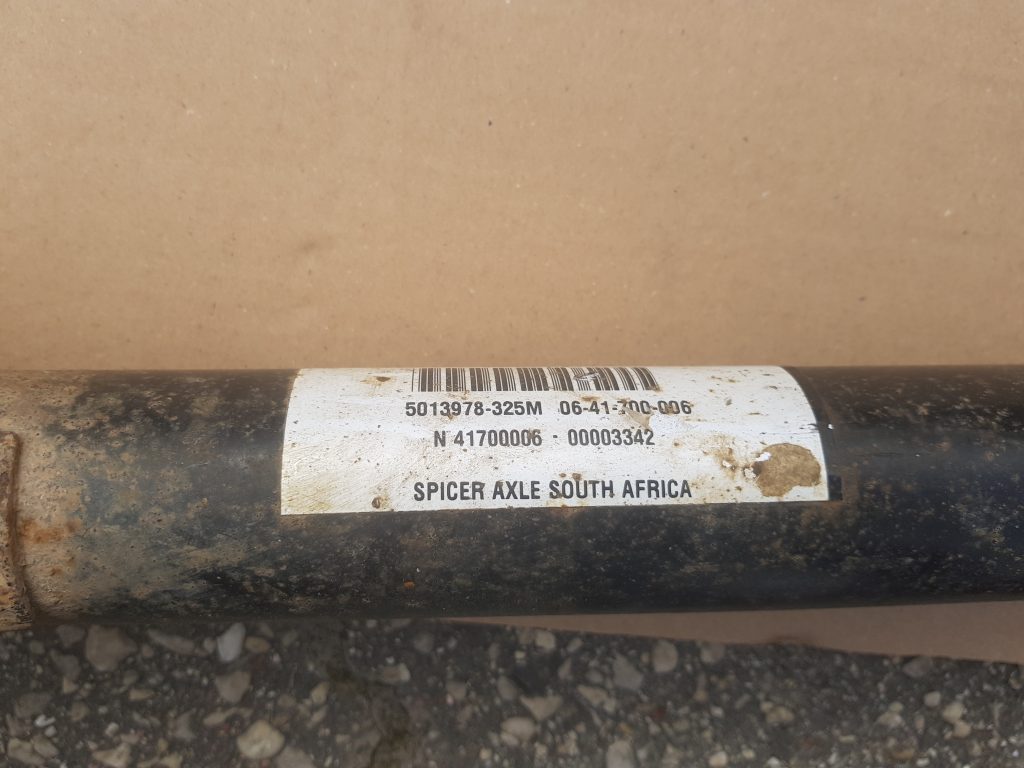 5013978-325M 06-41-700-006
N 41700006 - 00003342
SPICER AXLE SOUTH AFRICA